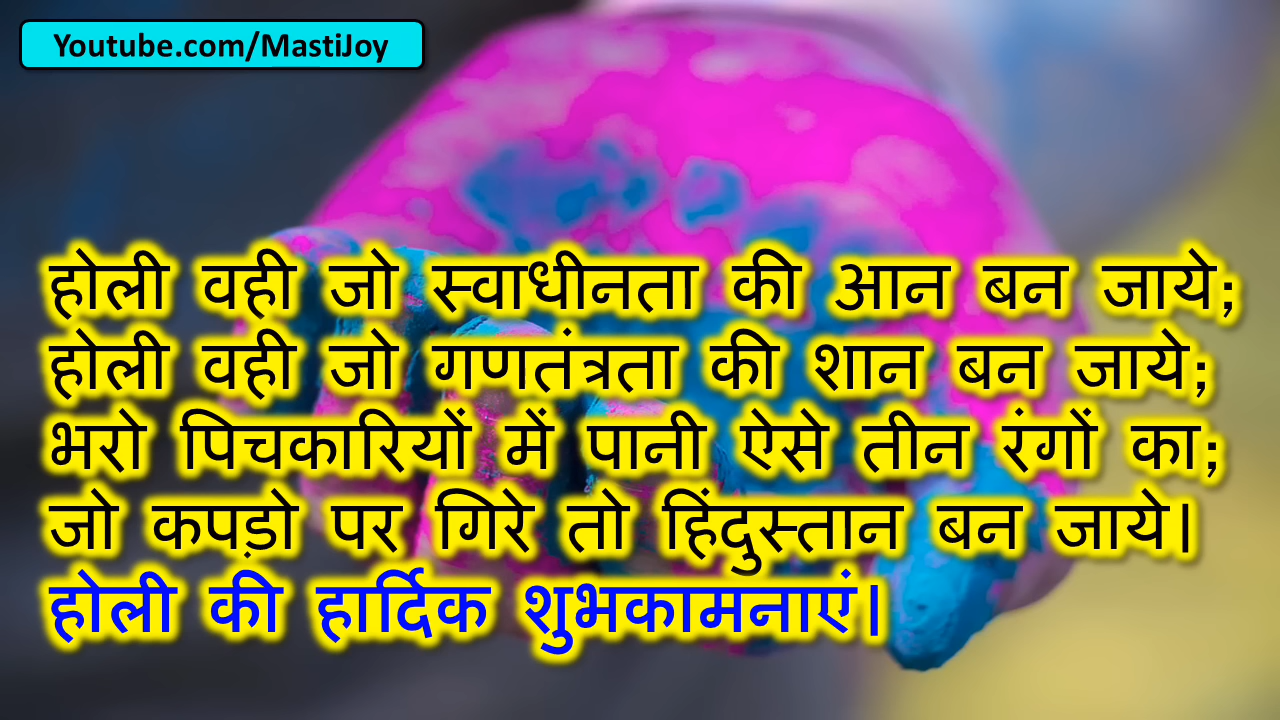 Youtube.com/MastiJoy
होली वही जो स्वाधीनता की आन बन जाये;
होली वही जो गणतंत्रता की शान बन जाये;
भरो पिचकारियों में पानी ऐसे तीन रंगों का;
जो कपड़ो पर गिरे तो हिंदुस्तान बन जाये।
होली की हार्दिक शुभकामनाएं।